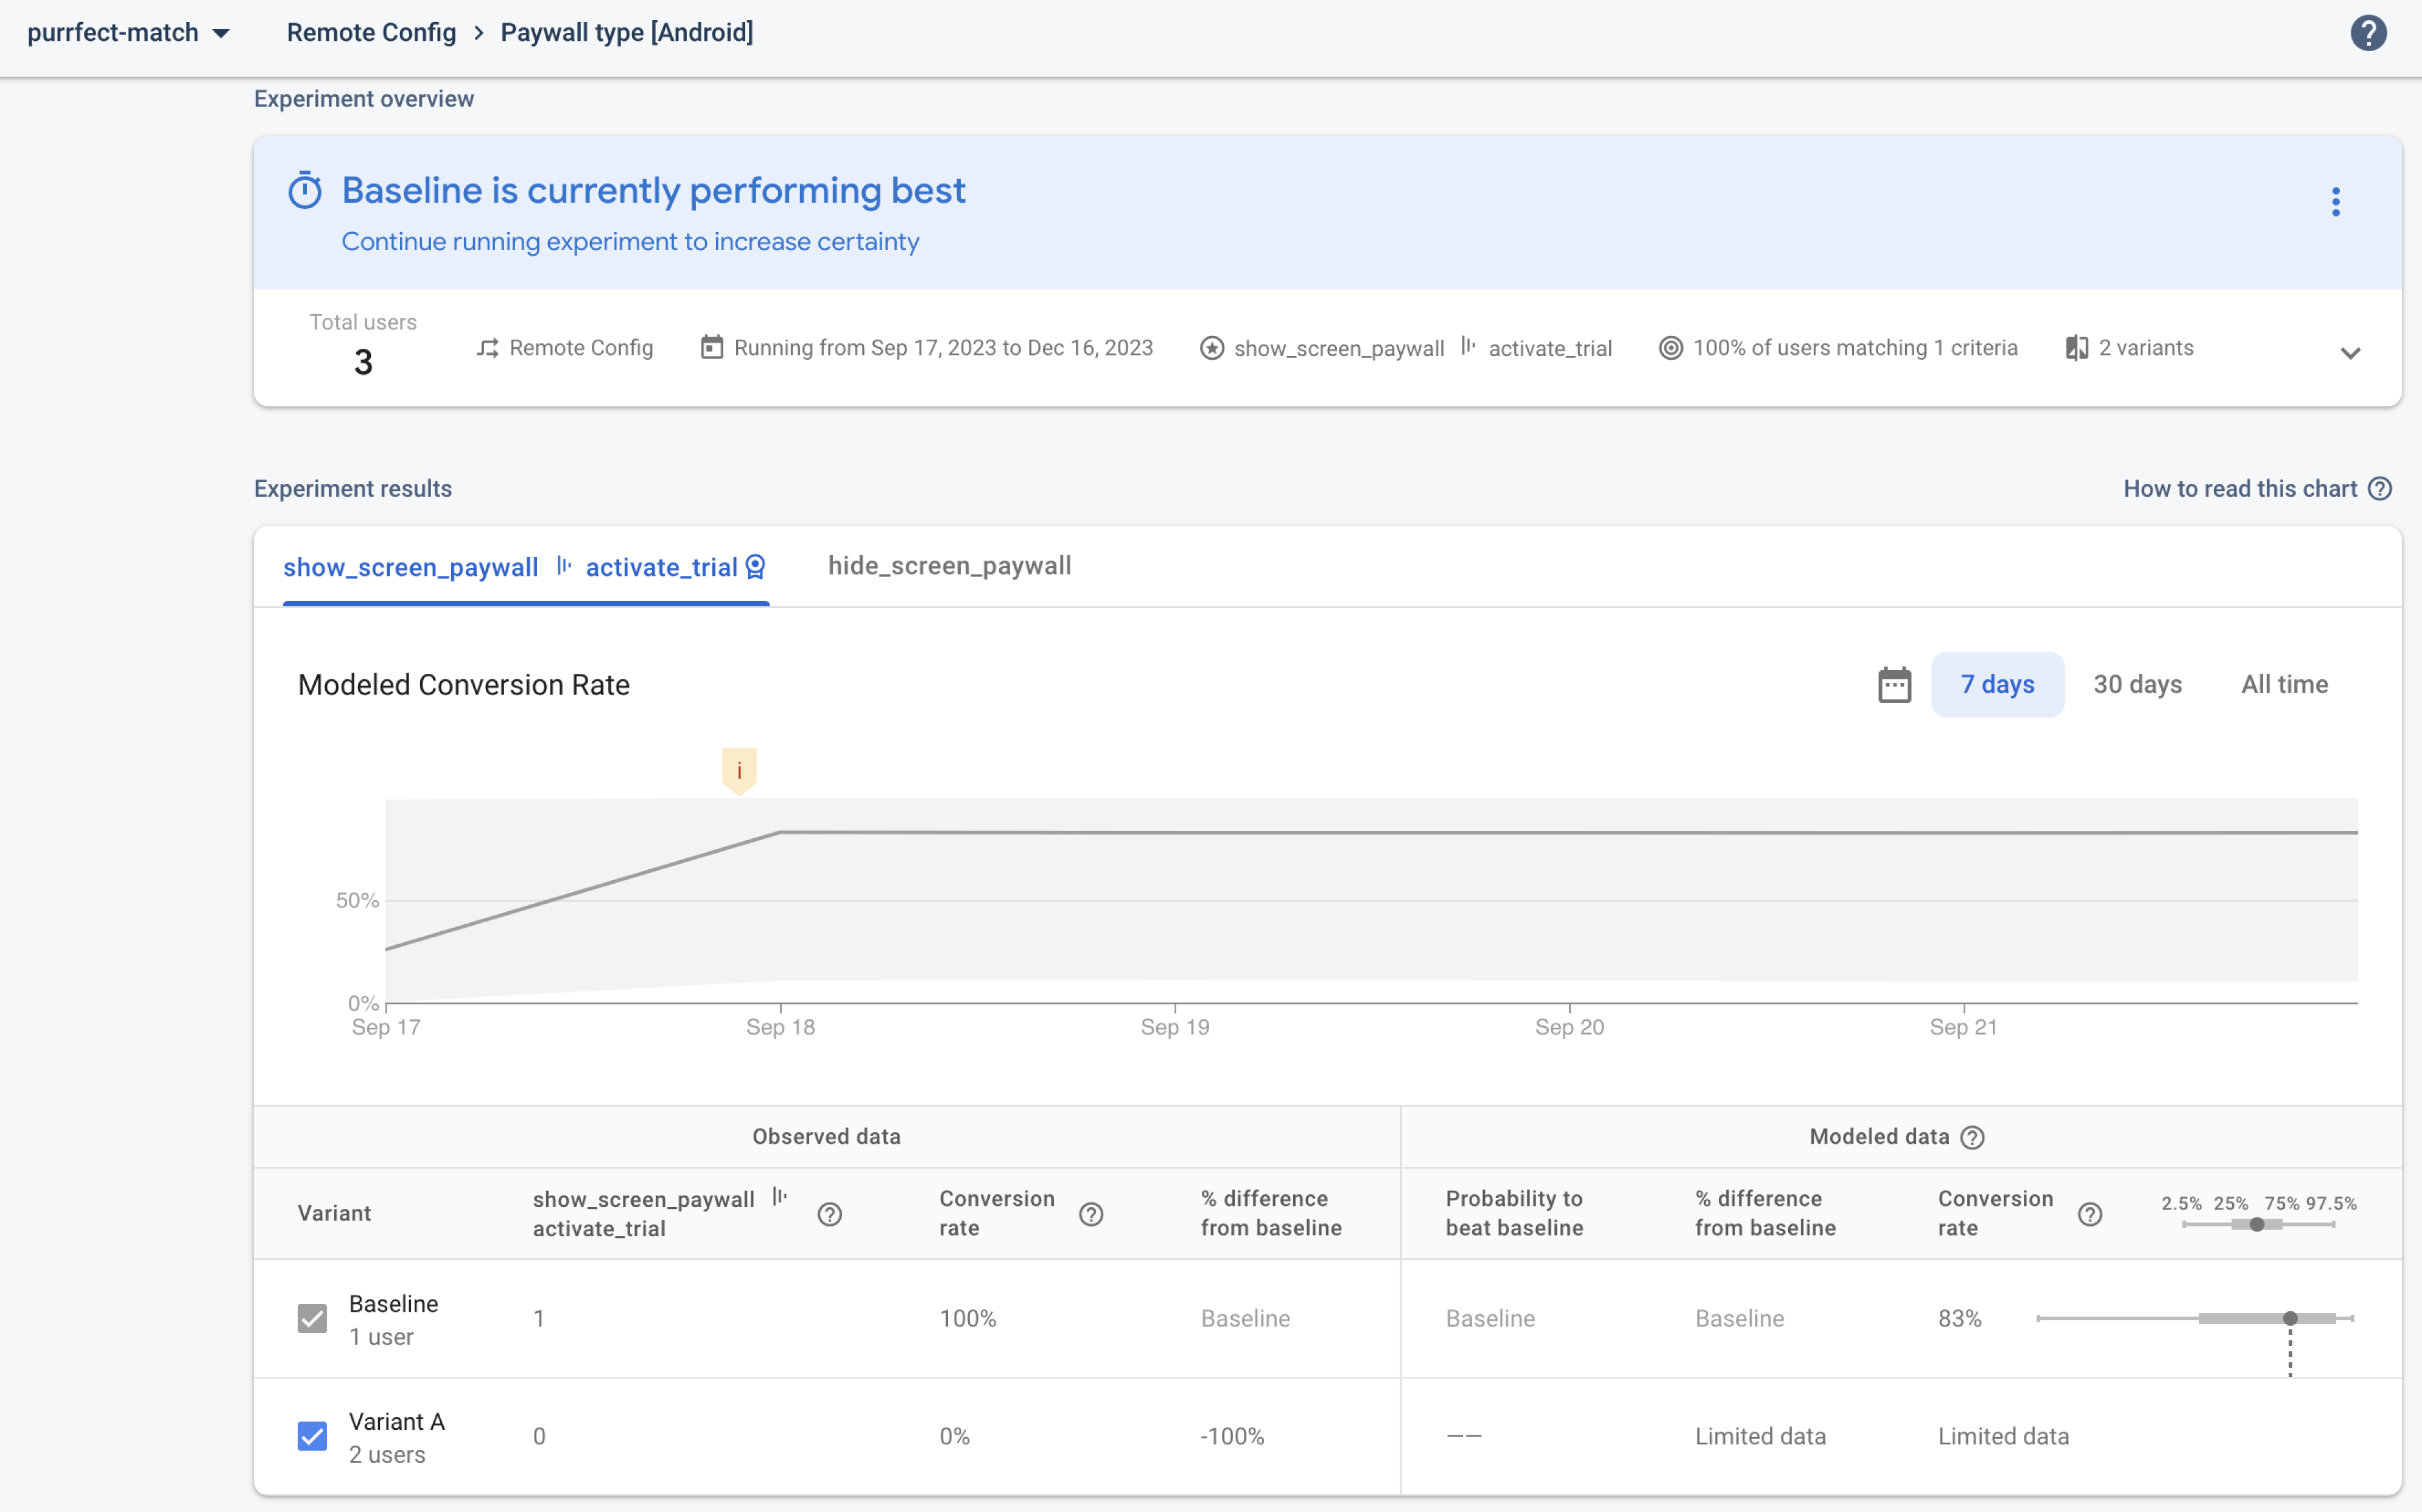 purrfect-match Remote Config > Paywall type [Android] ?
Experiment overview
Baseline is currently performing best
Continue running experiment to increase certainty
Total users
3
Remote Config Running from Sep 17, 2023 to Dec 16, 2023 show_screen_paywall activate_trial 100% of users matching 1 criteria 2 variants
Experiment results How to read this chart ?
show_screen_paywall activate_trial hide_screen_paywall
Modeled Conversion Rate 7 days 30 days All time
i
50%
0%
Sep 17 Sep 18 Sep 19 Sep 20 Sep 21
Observed data Modeled data ?
Variant show_screen_paywall activate_trial ? Conversion rate ? % difference from baseline Probability to beat baseline % difference from baseline Conversion rate ? 2.5% 25% 75% 97.5%
Baseline 1 100% Baseline Baseline Baseline 83%
1 user
Variant A 0 0% -100% —— Limited data Limited data
2 users